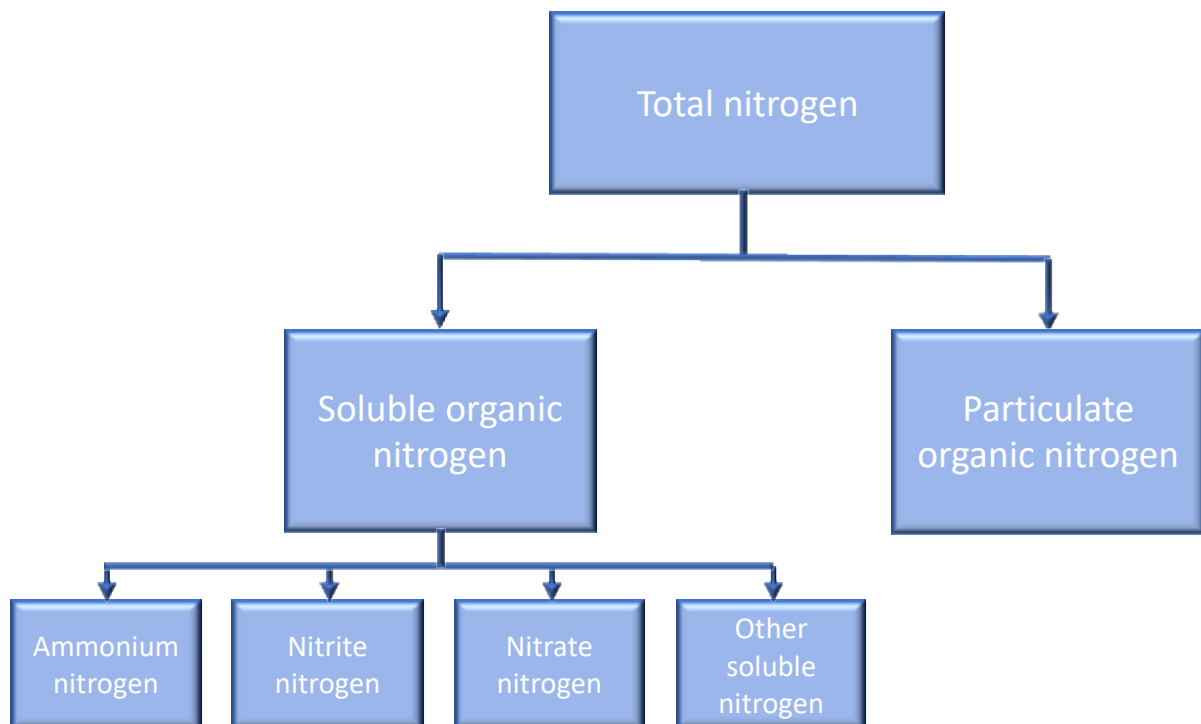 Total nitrogen
Soluble organic
nitrogen
Particulate
organic nitrogen
Ammonium
nitrogen
Nitrite
nitrogen
Nitrate
nitrogen
Other
soluble
nitrogen